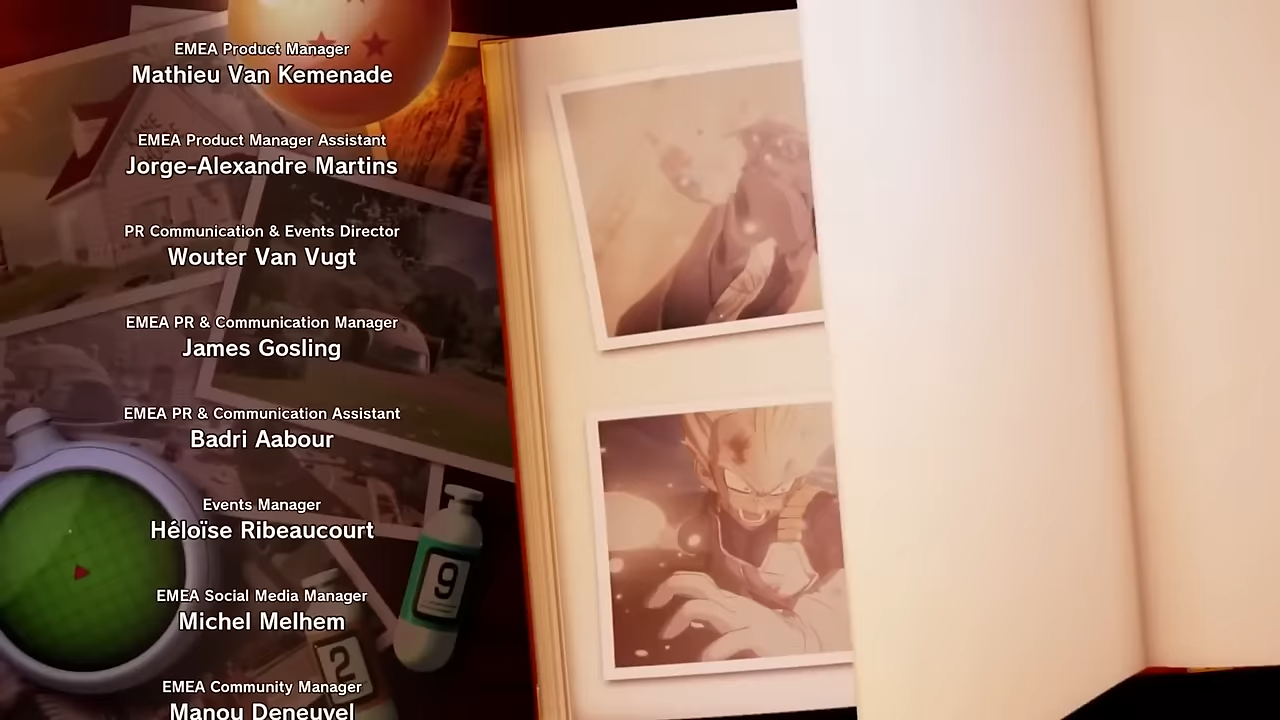 EMEA Product Manager
Mathieu Van Kemenade
EMEA Product Manager Assistant
Jorge-Alexandre Martins
PR Communication & Events Director
Wouter Van Vugt
EMEA PR & Communication Manager
James Gosling
EMEA PR & Communication Assistant
Badri Aabour
Events Manager
Héloïse Ribeaucourt
EMEA Social Media Manager
Michel Melhem
EMEA Community Manager
Manou Deneuvel
9
2